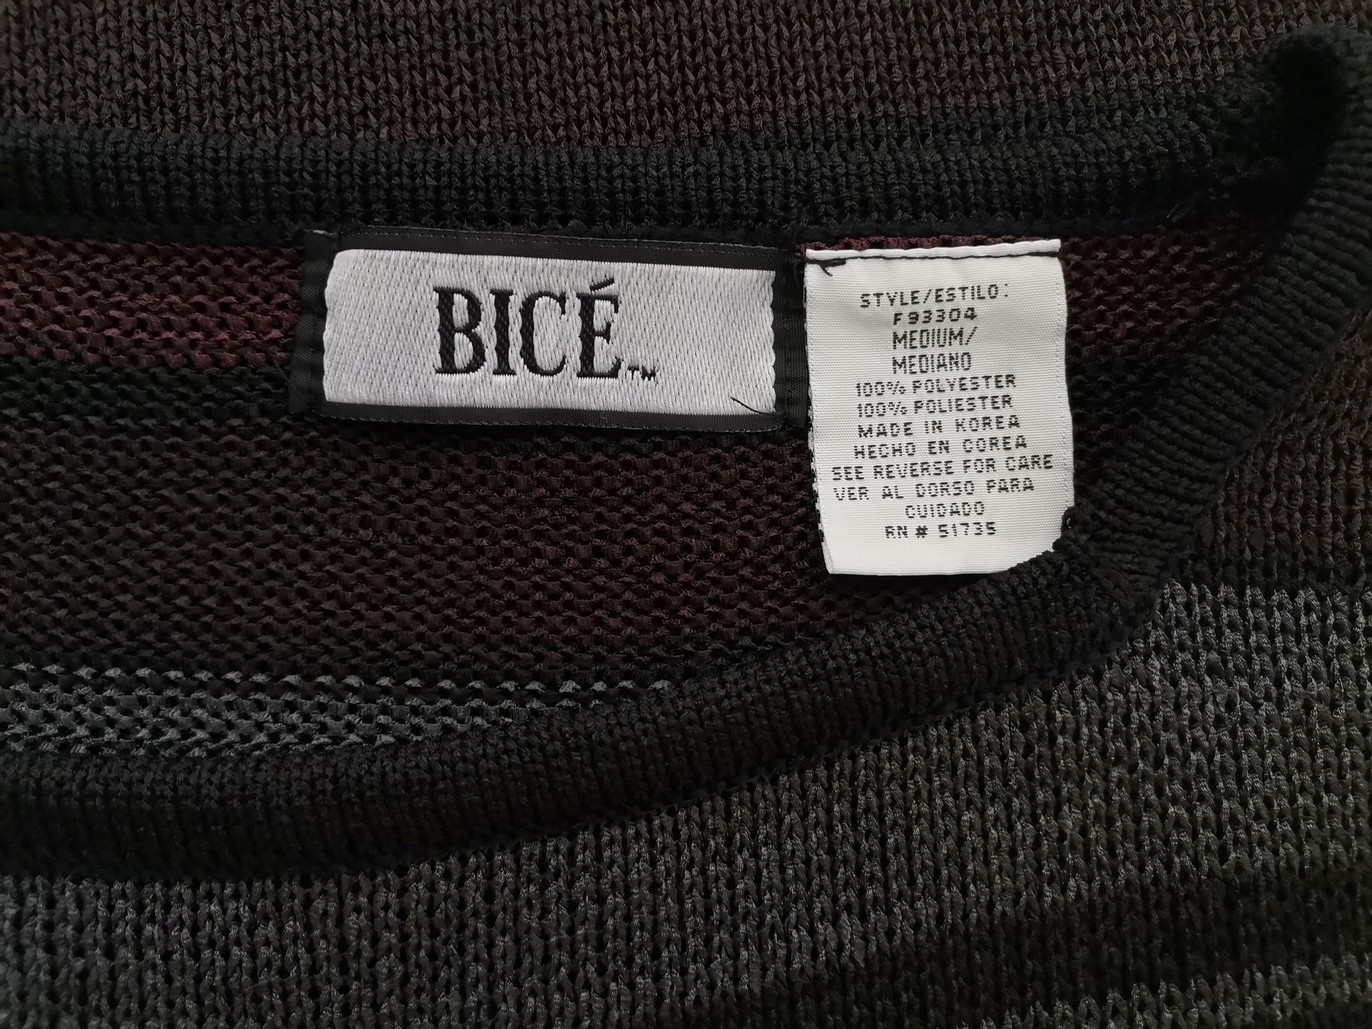 BICÉ™
STYLE/ESTILO:
F93304
MEDIUM/
MEDIANO
100% POLYESTER
100% POLIESTER
MADE IN KOREA
HECHO EN COREA
SEE REVERSE FOR CARE
VER AL DORSO PARA
CUIDADO
RN # 51735